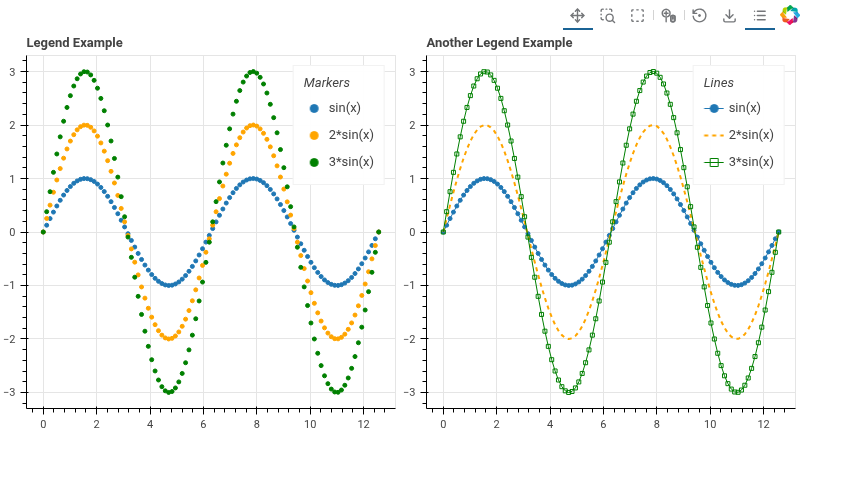 Legend Example
Markers
sin(x)
2*sin(x)
3*sin(x)
3
2
1
0
−1
−2
−3
0 2 4 6 8 10 12
Another Legend Example
Lines
sin(x)
2*sin(x)
3*sin(x)
3
2
1
0
−1
−2
−3
0 2 4 6 8 10 12